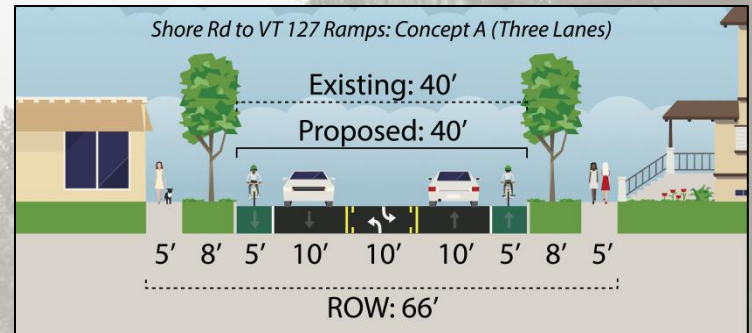 Shore Rd to VT 127 Ramps: Concept A (Three Lanes)
Existing: 40’
Proposed: 40’
5’ 8’ 5’ 10’ 10’ 10’ 5’ 8’ 5’
ROW: 66’